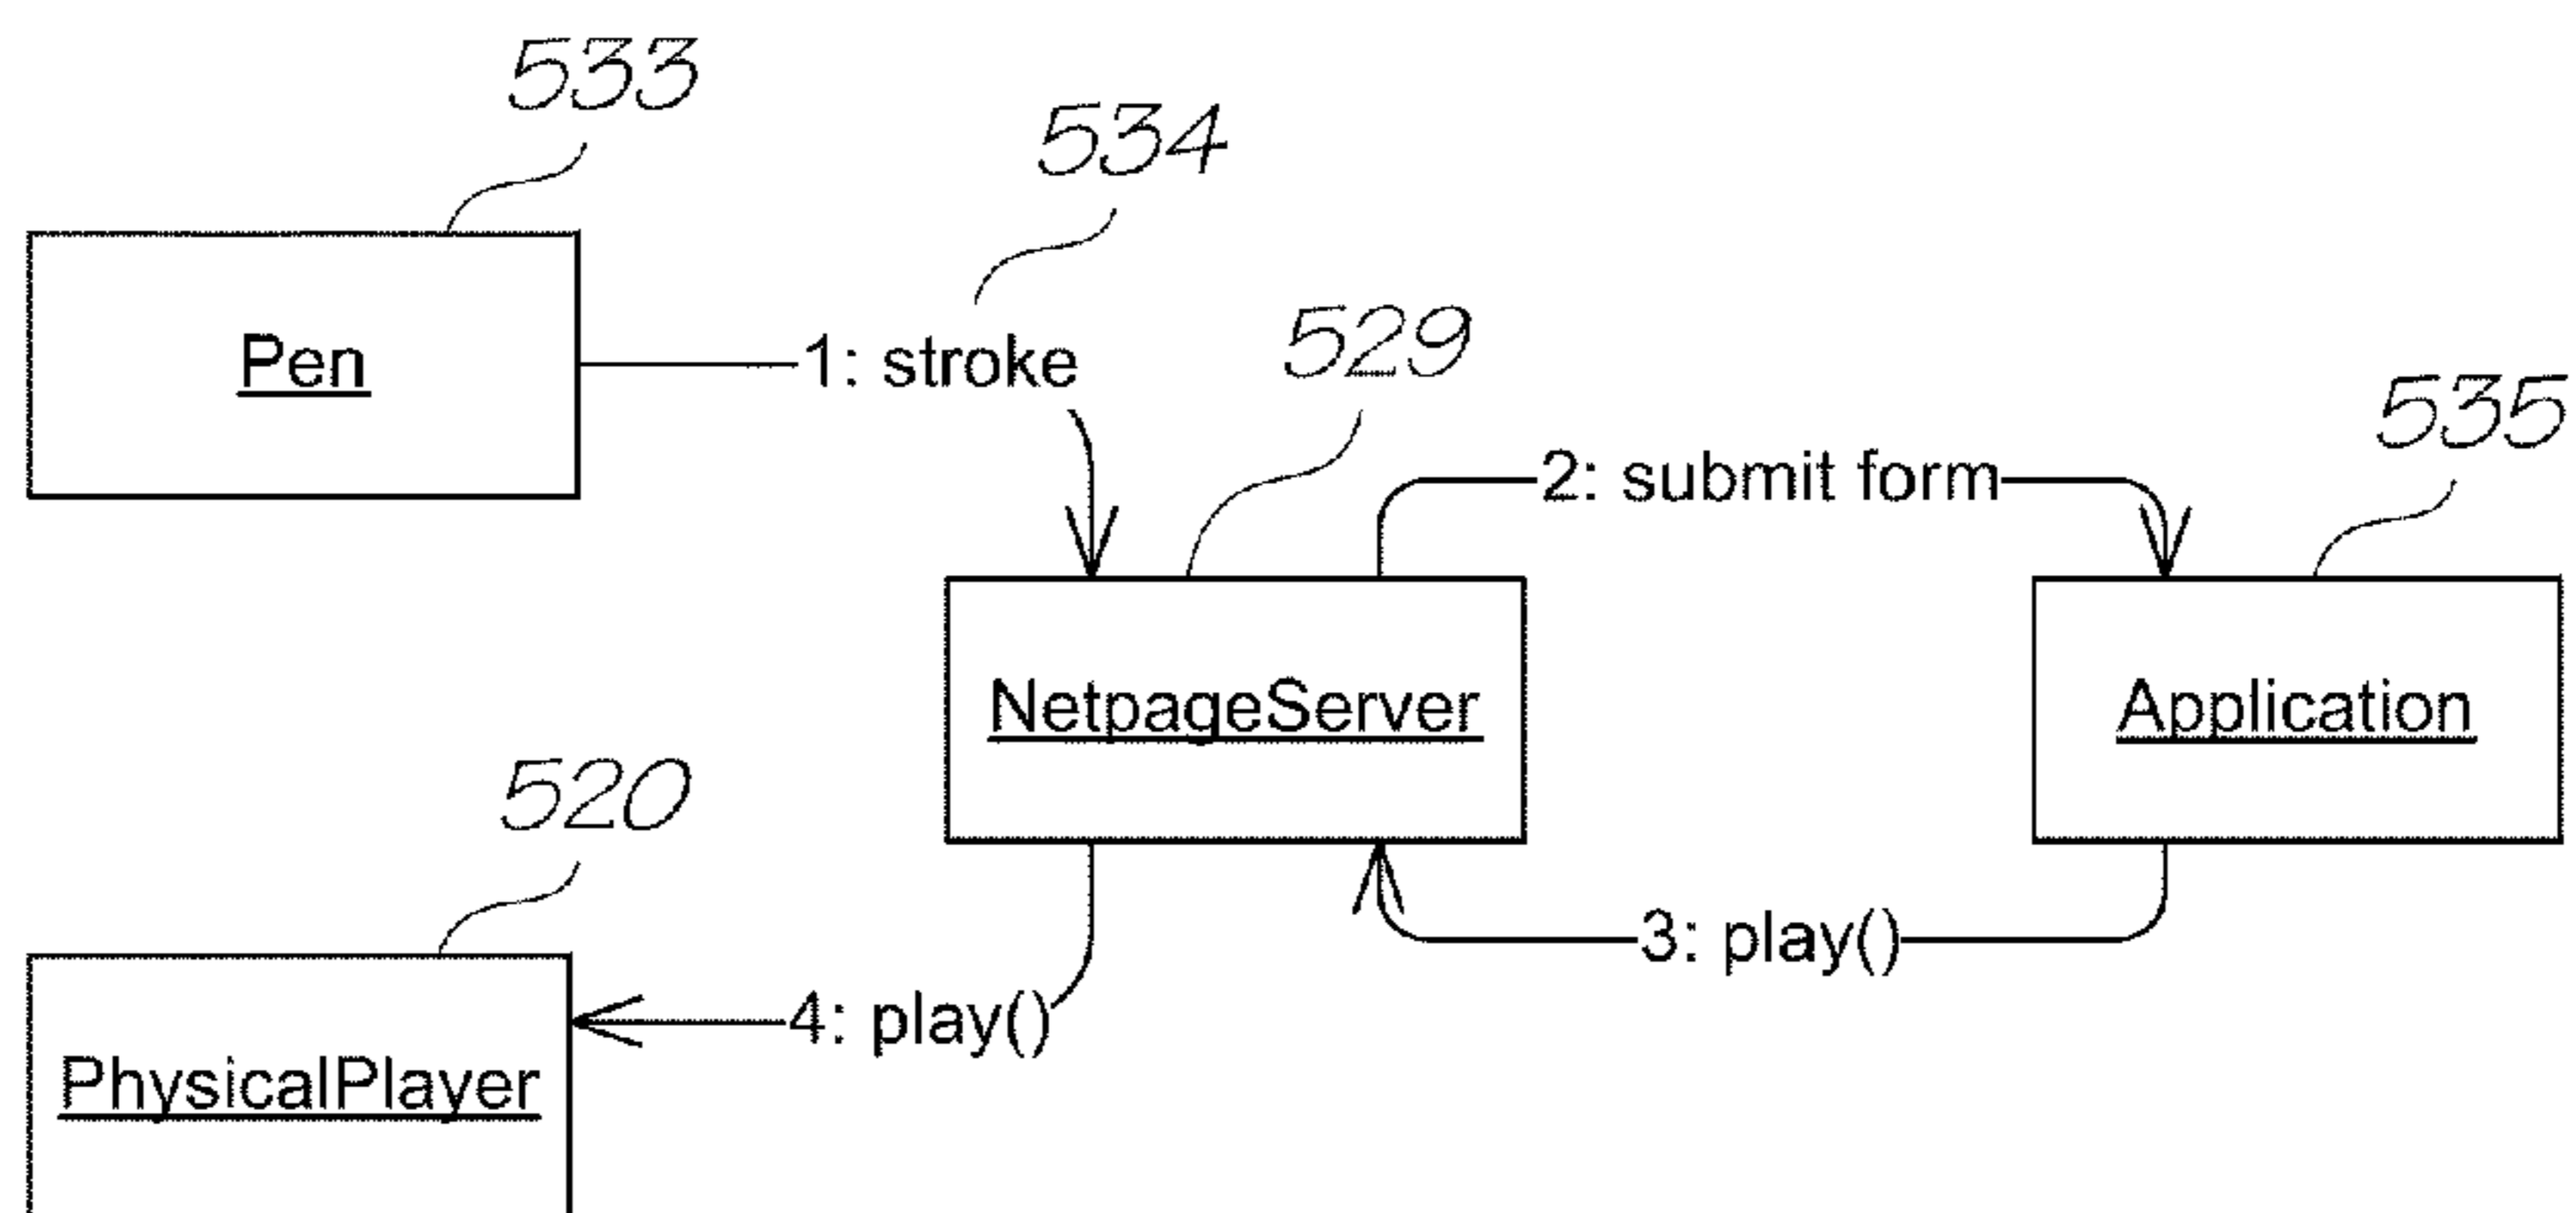 533
534
Pen
1: stroke
529
535
2: submit form
NetpageServer
Application
520
3: play()
4: play()
PhysicalPlayer